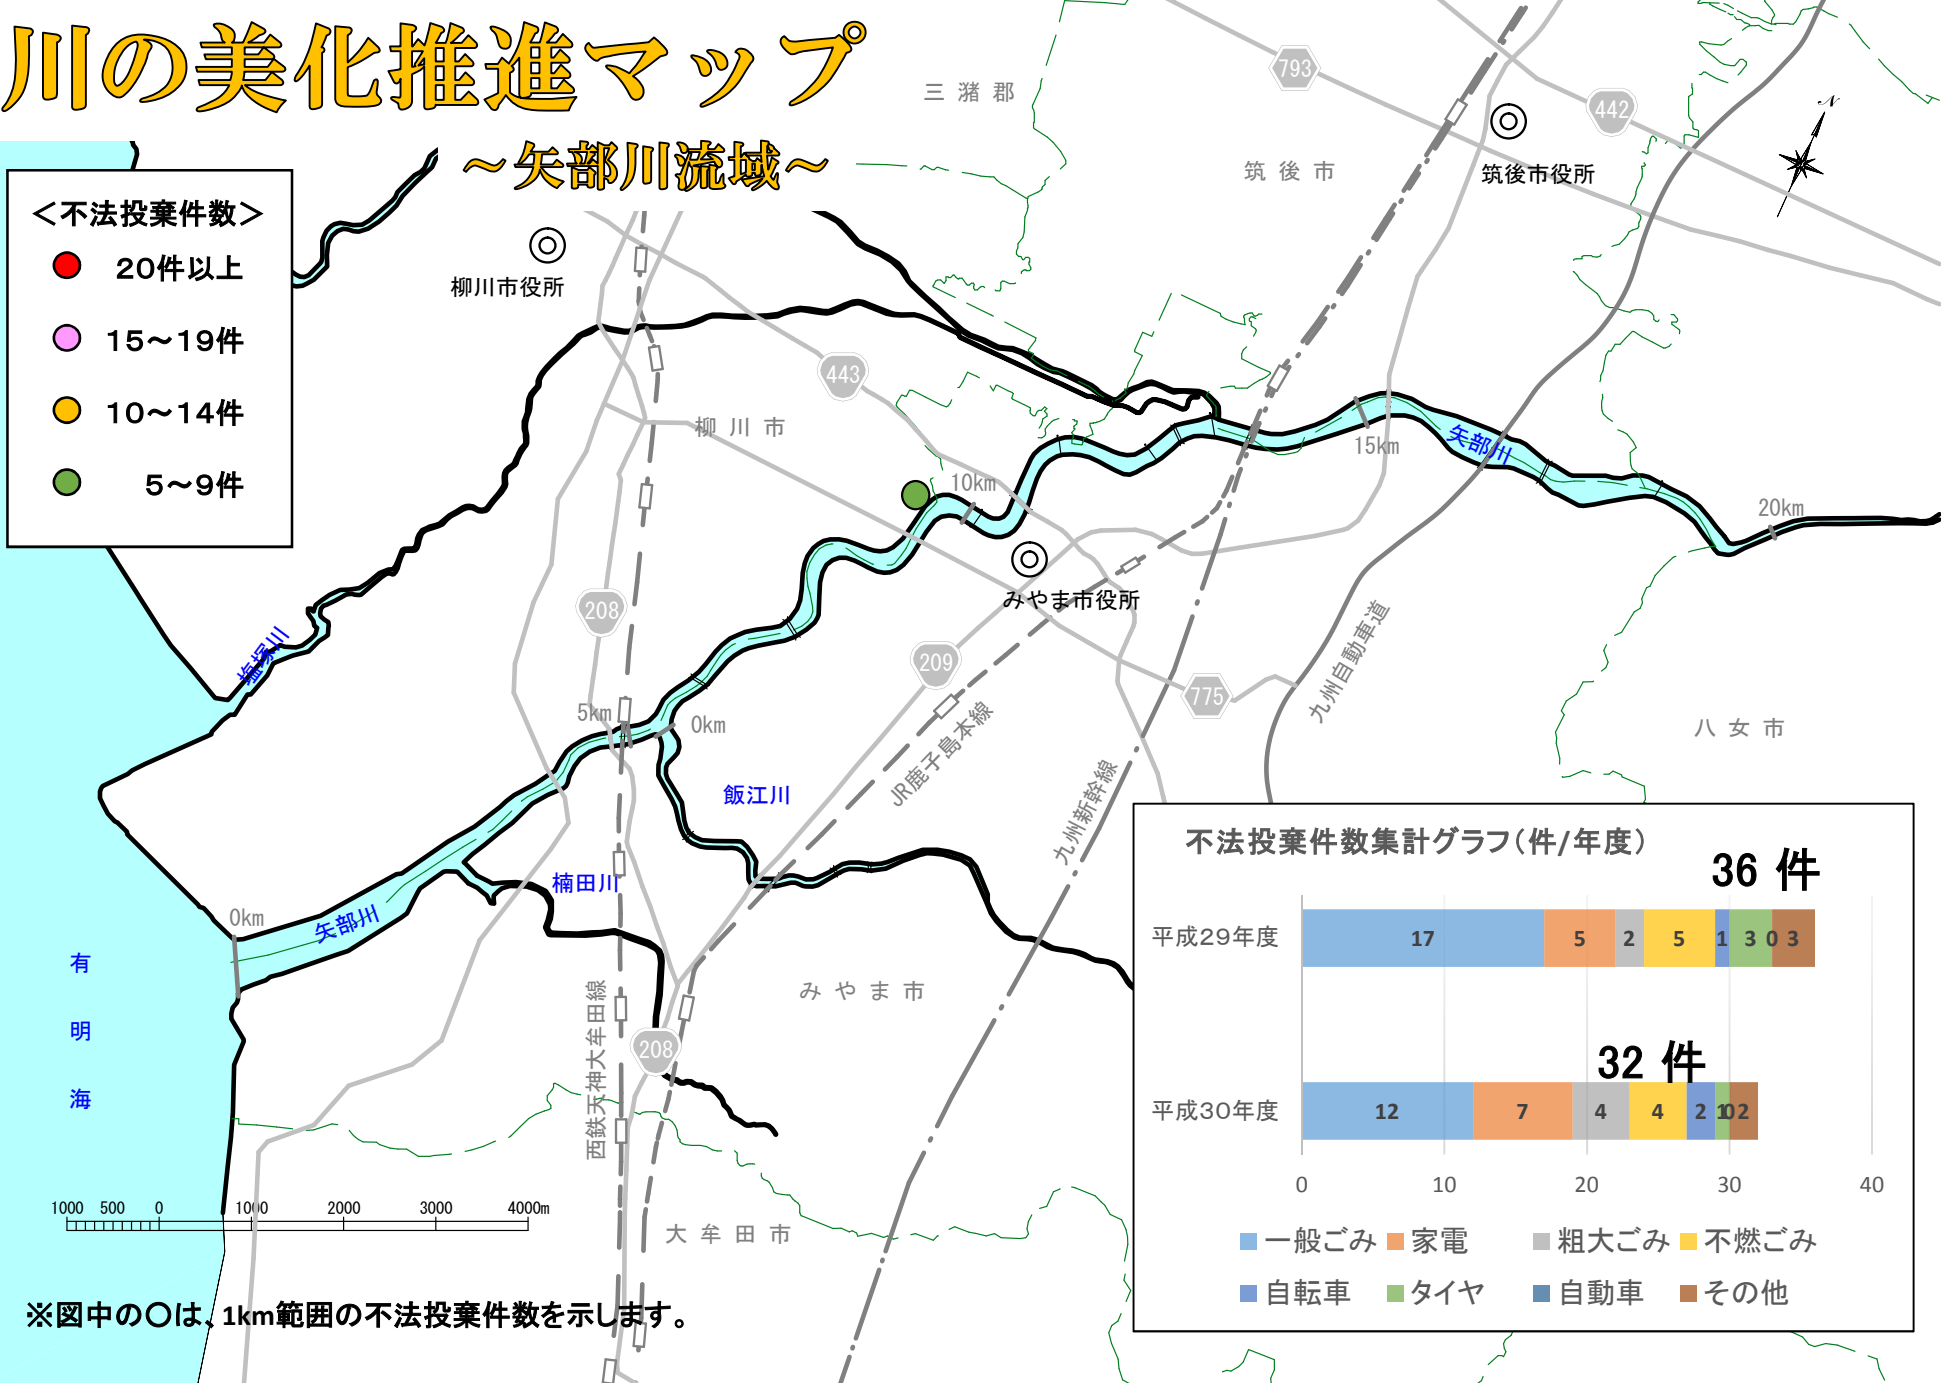 川の美化推進マップ
～矢部川流域～
＜不法投棄件数＞
20件以上
15～19件
10～14件
5～9件
三潴郡
793
442
N
筑後市
筑後市役所
柳川市役所
443
柳川市
10km
15km
矢部川
20km
みやま市役所
208
塩塚川
209
775
九州自動車道
5km
0km
JR鹿子島本線
八女市
飯江川
九州新幹線
楠田川
0km
矢部川
有明海
西鉄天神大牟田線
みやま市
208
大牟田市
1000 500 0 1000 2000 3000 4000m
※図中の〇は、1km範囲の不法投棄件数を示します。
不法投棄件数集計グラフ（件/年度）
36 件
平成29年度 17 5 2 5 1 3 0 3
32 件
平成30年度 12 7 4 4 2 1 0 2
0 10 20 30 40
一般ごみ 家電 粗大ごみ 不燃ごみ
自転車 タイヤ 自動車 その他